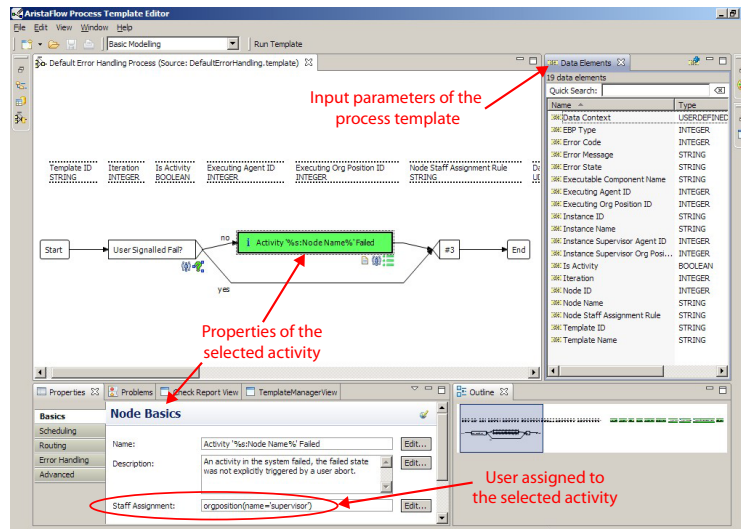 AristaFlow Process Template Editor
File Edit View Window Help
Basic Modelling Run Template
Default Error Handling Process (Source: DefaultErrorHandling.template)
Data Elements
19 data elements
Quick Search:
Name Type
Data Context USERDEFINED
EBP Type INTEGER
Error Code INTEGER
Error Message STRING
Error State STRING
Executable Component Name STRING
Executing Agent ID INTEGER
Executing Org Position ID INTEGER
Instance ID STRING
Instance Name STRING
Instance Supervisor Agent ID INTEGER
Instance Supervisor Org Posi... INTEGER
Is Activity BOOLEAN
Iteration INTEGER
Node ID INTEGER
Node Name STRING
Node Staff Assignment Rule STRING
Template ID STRING
Template Name STRING
Input parameters of the
process template
Template ID Iteration Is Activity Executing Agent ID Executing Org Position ID Node Staff Assignment Rule
STRING INTEGER BOOLEAN INTEGER INTEGER STRING
no
Start User Signalled Fail? Activity '%s:Node Name%' Failed #3 End
yes
Properties of the
selected activity
Properties Problems Check Report View TemplateManagerView
Outline
Basics
Scheduling
Routing
Error Handling
Advanced
Node Basics
Name: Activity '%s:Node Name%' Failed Edit...
Description: An activity in the system failed, the failed state Edit...
was not explicitly triggered by a user abort.
Staff Assignment: orgposition(name='supervisor') Edit...
User assigned to
the selected activity